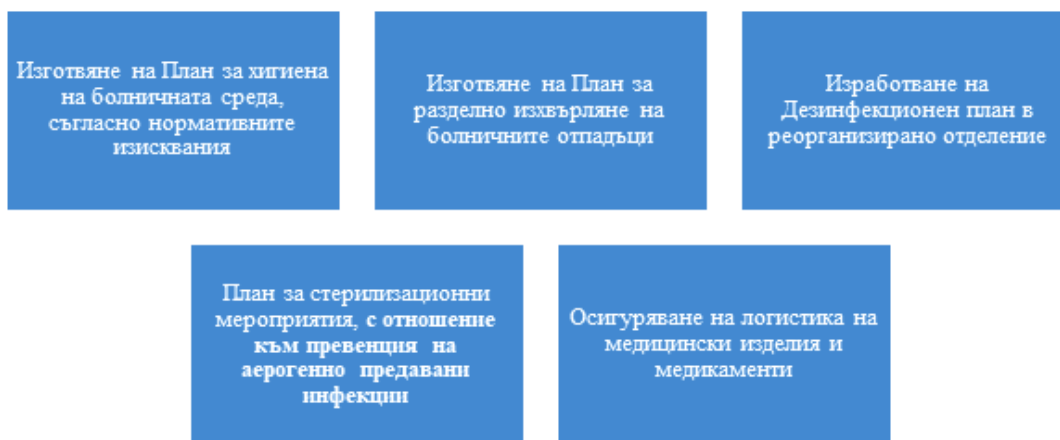 Изготвяне на План за хигиена
на болничната среда,
съгласно нормативните
изисквания
Изготвяне на План за
разделно изхвърляне на
болничните отпадъци
Изработване на
Дезинфекционен план в
реорганизирано отделение
План за стерилизационни
мероприятия, с отношение
към превенция на
аерогенно предавани
инфекции
Осигуряване на логистика на
медицински изделия и
медикаменти